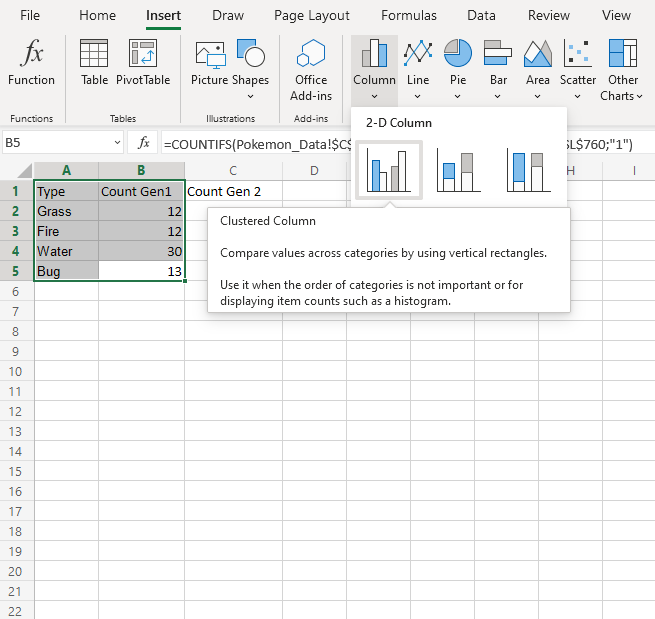 File Home Insert Draw Page Layout Formulas Data Review View
fx
Function Table PivotTable Picture Shapes Office Add-ins Column Line Pie Bar Area Scatter Other Charts
Functions Tables Illustrations Add-ins
2-D Column
B5 fx =COUNTIFS(Pokemon_Data!$C$ $L$760;"1")
A B C D H I
1 Type Count Gen1 Count Gen 2
2 Grass 12
3 Fire 12
4 Water 30
5 Bug 13
Clustered Column
Compare values across categories by using vertical rectangles.
Use it when the order of categories is not important or for
displaying item counts such as a histogram.
6
7
8
9
10
11
12
13
14
15
16
17
18
19
20
21
22